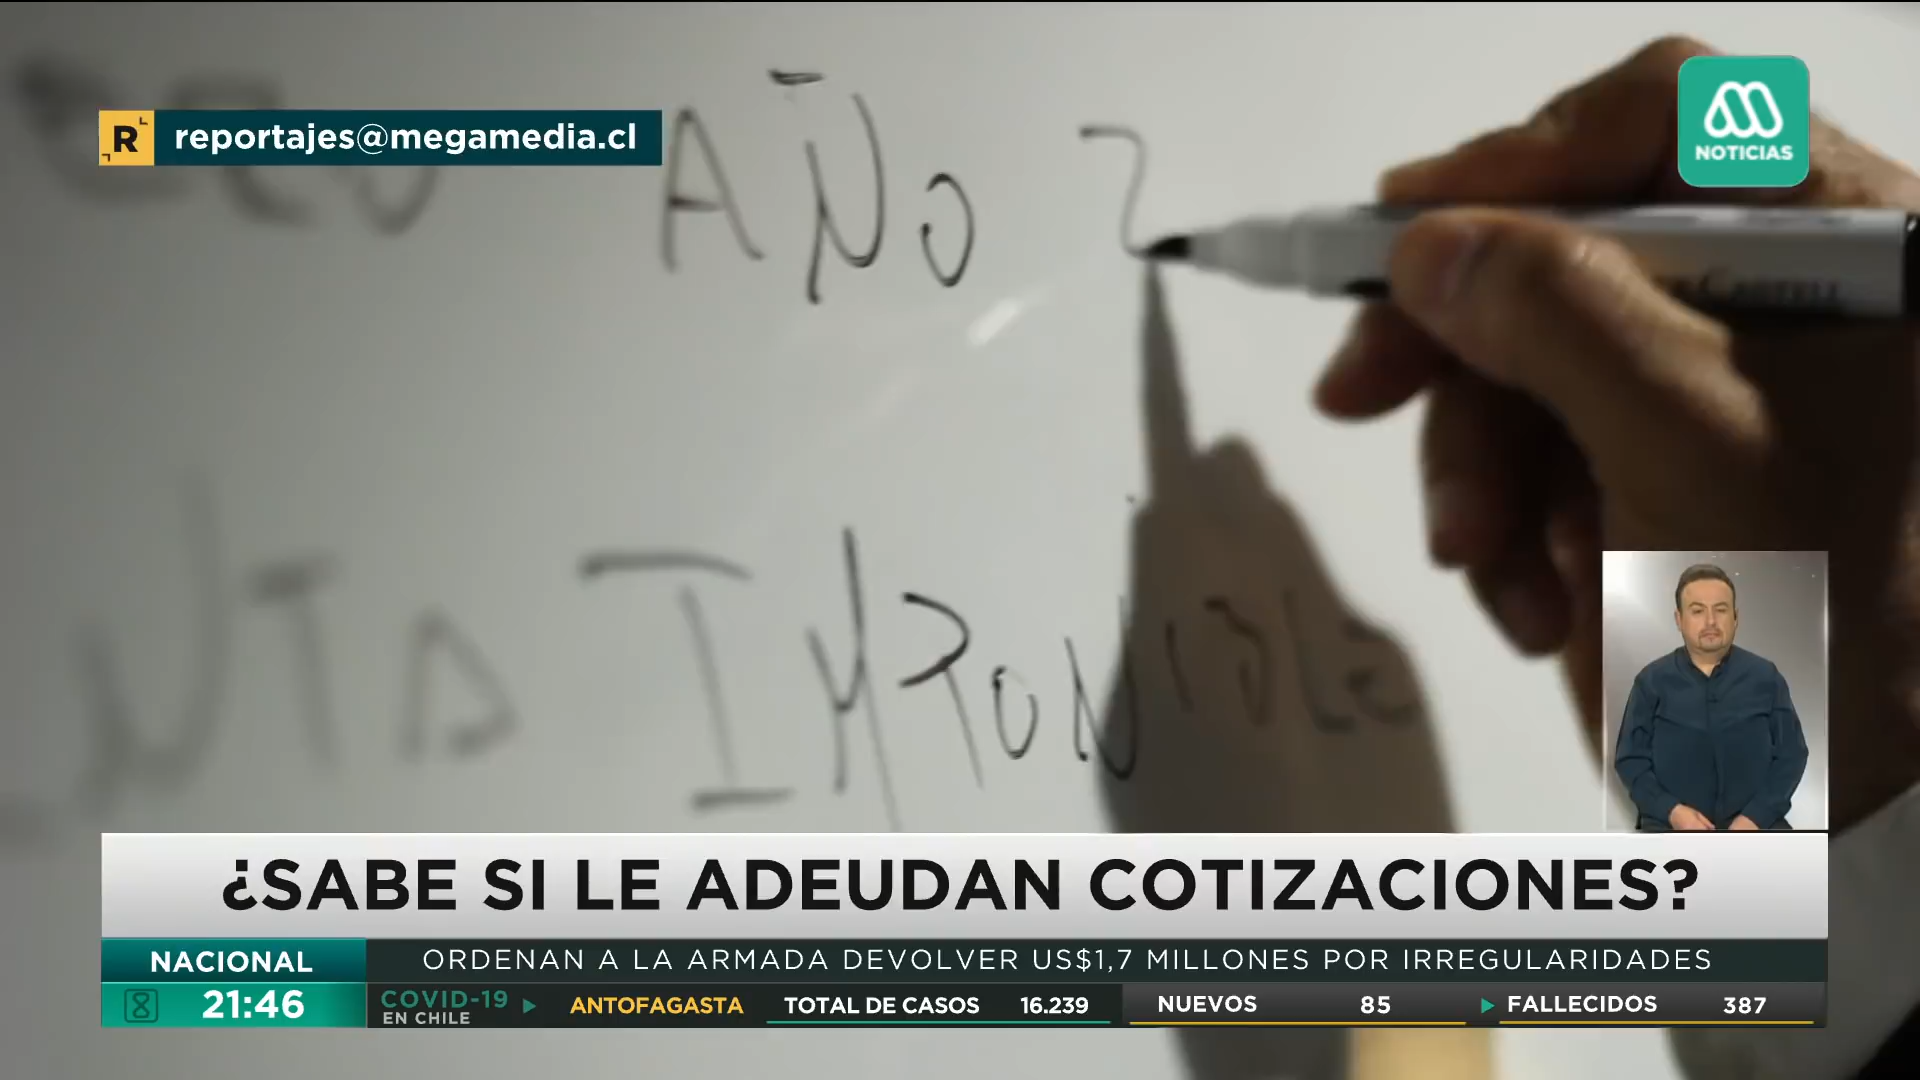 reportajes@megamedia.cl
R
NOTICIAS
AÑO 2
IMPONIBLE
¿SABE SI LE ADEUDAN COTIZACIONES?
NACIONAL
ORDENAN A LA ARMADA DEVOLVER US$1,7 MILLONES POR IRREGULARIDADES
21:46
COVID-19
EN CHILE
ANTOFAGASTA TOTAL DE CASOS 16.239 NUEVOS 85 FALLECIDOS 387